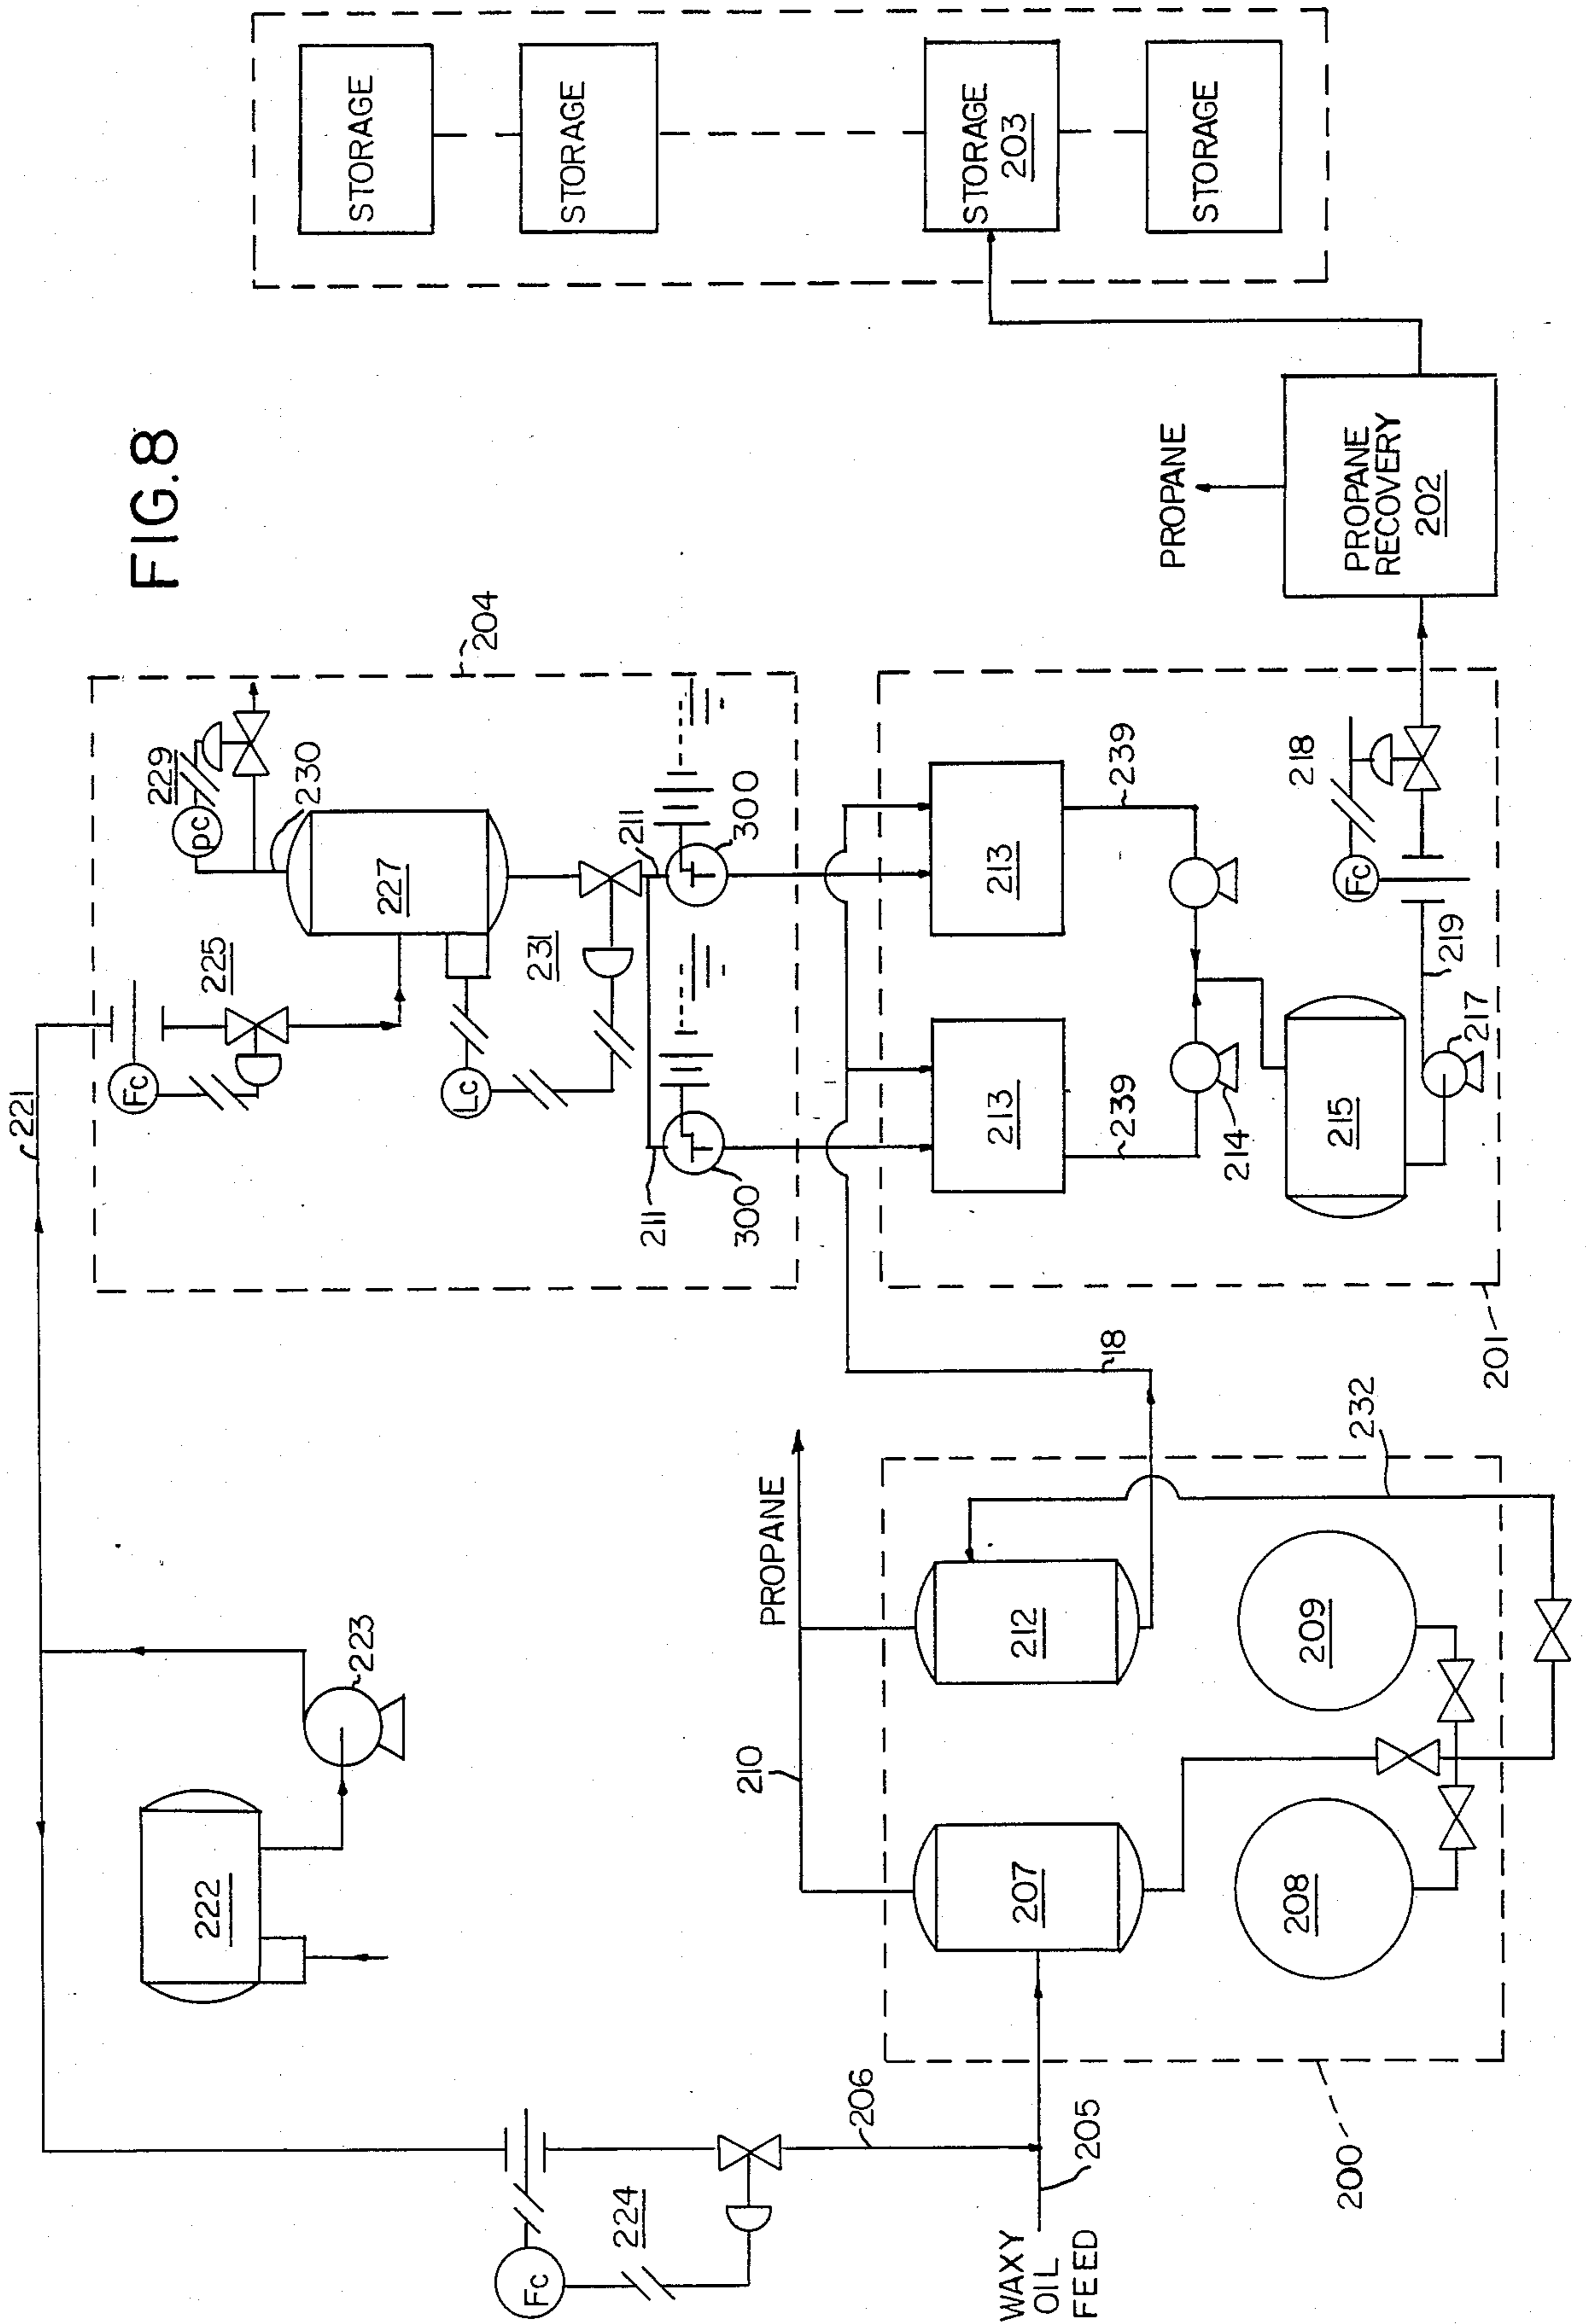 FIG.8
221
222
223
Fc
224
206
WAXY
OIL
FEED
205
200
210
PROPANE
207
212
208
209
232
18
204
Fc
225
pc
229
230
227
Lc
231
211
211
300
300
213
213
239
239
214
215
217
219
Fc
218
201
PROPANE
PROPANE
RECOVERY
202
STORAGE
STORAGE
STORAGE
203
STORAGE